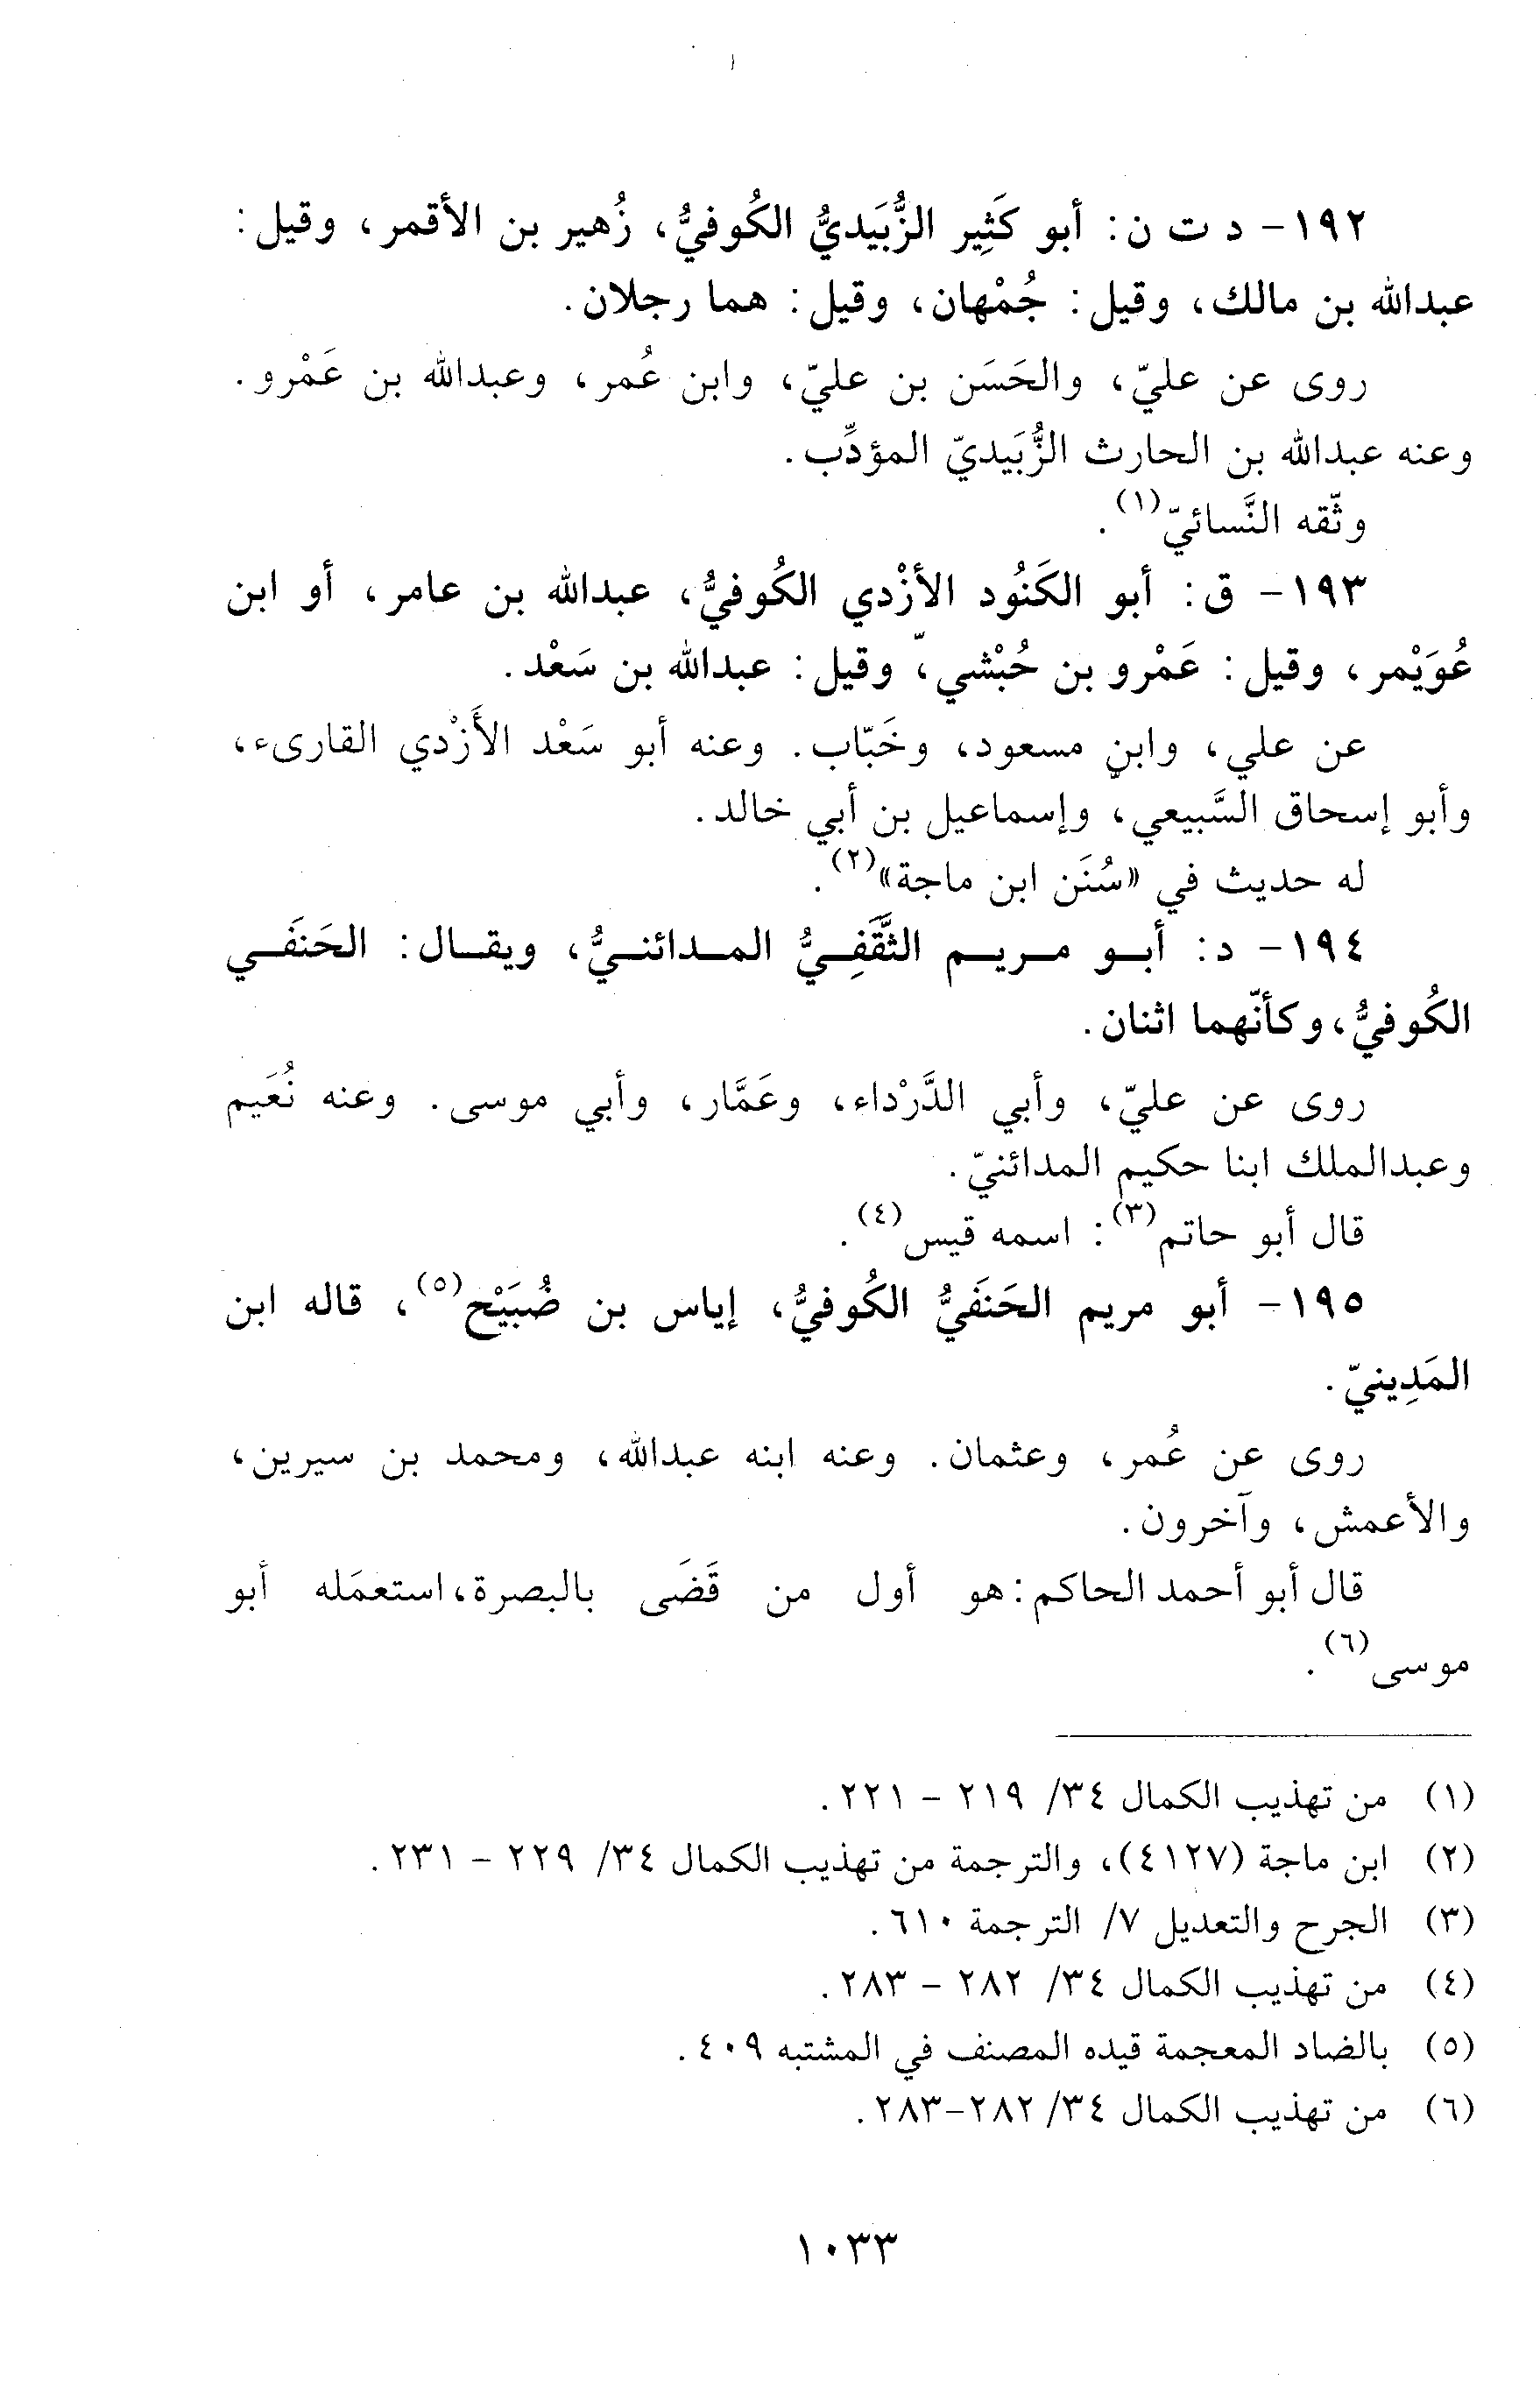 ١٩٢- د ت ن: أبو كَثِير الزُّبَيديُّ الكُوفيُّ، زُهير بن الأقمر، وقيل:
عبدالله بن مالك، وقيل: جُمْهان، وقيل: هما رجلان.
روى عن عليّ، والحَسَن بن عليّ، وابن عُمر، وعبدالله بن عَمْرو.
وعنه عبدالله بن الحارث الزُّبَيديّ المؤدِّب.
وثّقه النَّسائيّ(١).
١٩٣- ق: أبو الكَنُود الأزْدي الكُوفيُّ، عبدالله بن عامر، أو ابن
عُوَيْمر، وقيل: عَمْرو بن حُبْشي، وقيل: عبدالله بن سَعْد.
عن علي، وابنِ مسعود، وخَبّاب. وعنه أبو سَعْد الأَزْدي القارىء،
وأبو إسحاق السَّبيعي، وإسماعيل بن أبي خالد.
له حديث في «سُنَن ابن ماجة»(٢).
١٩٤- د: أبو مريم الثَّقَفِيُّ المدائنيُّ، ويقال: الحَنفَي
الكُوفيُّ، وكأنّهما اثنان.
روى عن عليّ، وأبي الدَّرْداء، وعَمَّار، وأبي موسى. وعنه نُعَيم
وعبدالملك ابنا حكيم المدائنيّ.
قال أبو حاتم(٣): اسمه قيس(٤).
١٩٥- أبو مريم الحَنفَيُّ الكُوفيُّ، إياس بن ضُبَيْح(٥)، قاله ابن
المَدِينيّ.
روى عن عُمر، وعثمان. وعنه ابنه عبدالله، ومحمد بن سيرين،
والأعمش، وآخرون.
قال أبو أحمد الحاكم: هو أول من قَضَى بالبصرة، استعمَله أبو
موسى(٦).
(١) من تهذيب الكمال ٣٤/ ٢١٩ - ٢٢١.
(٢) ابن ماجة (٤١٢٧)، والترجمة من تهذيب الكمال ٣٤/ ٢٢٩ - ٢٣١.
(٣) الجرح والتعديل ٧/ الترجمة ٦١٠.
(٤) من تهذيب الكمال ٣٤/ ٢٨٢ - ٢٨٣.
(٥) بالضاد المعجمة قيده المصنف في المشتبه ٤٠٩.
(٦) من تهذيب الكمال ٣٤/ ٢٨٢-٢٨٣.
١٠٣٣